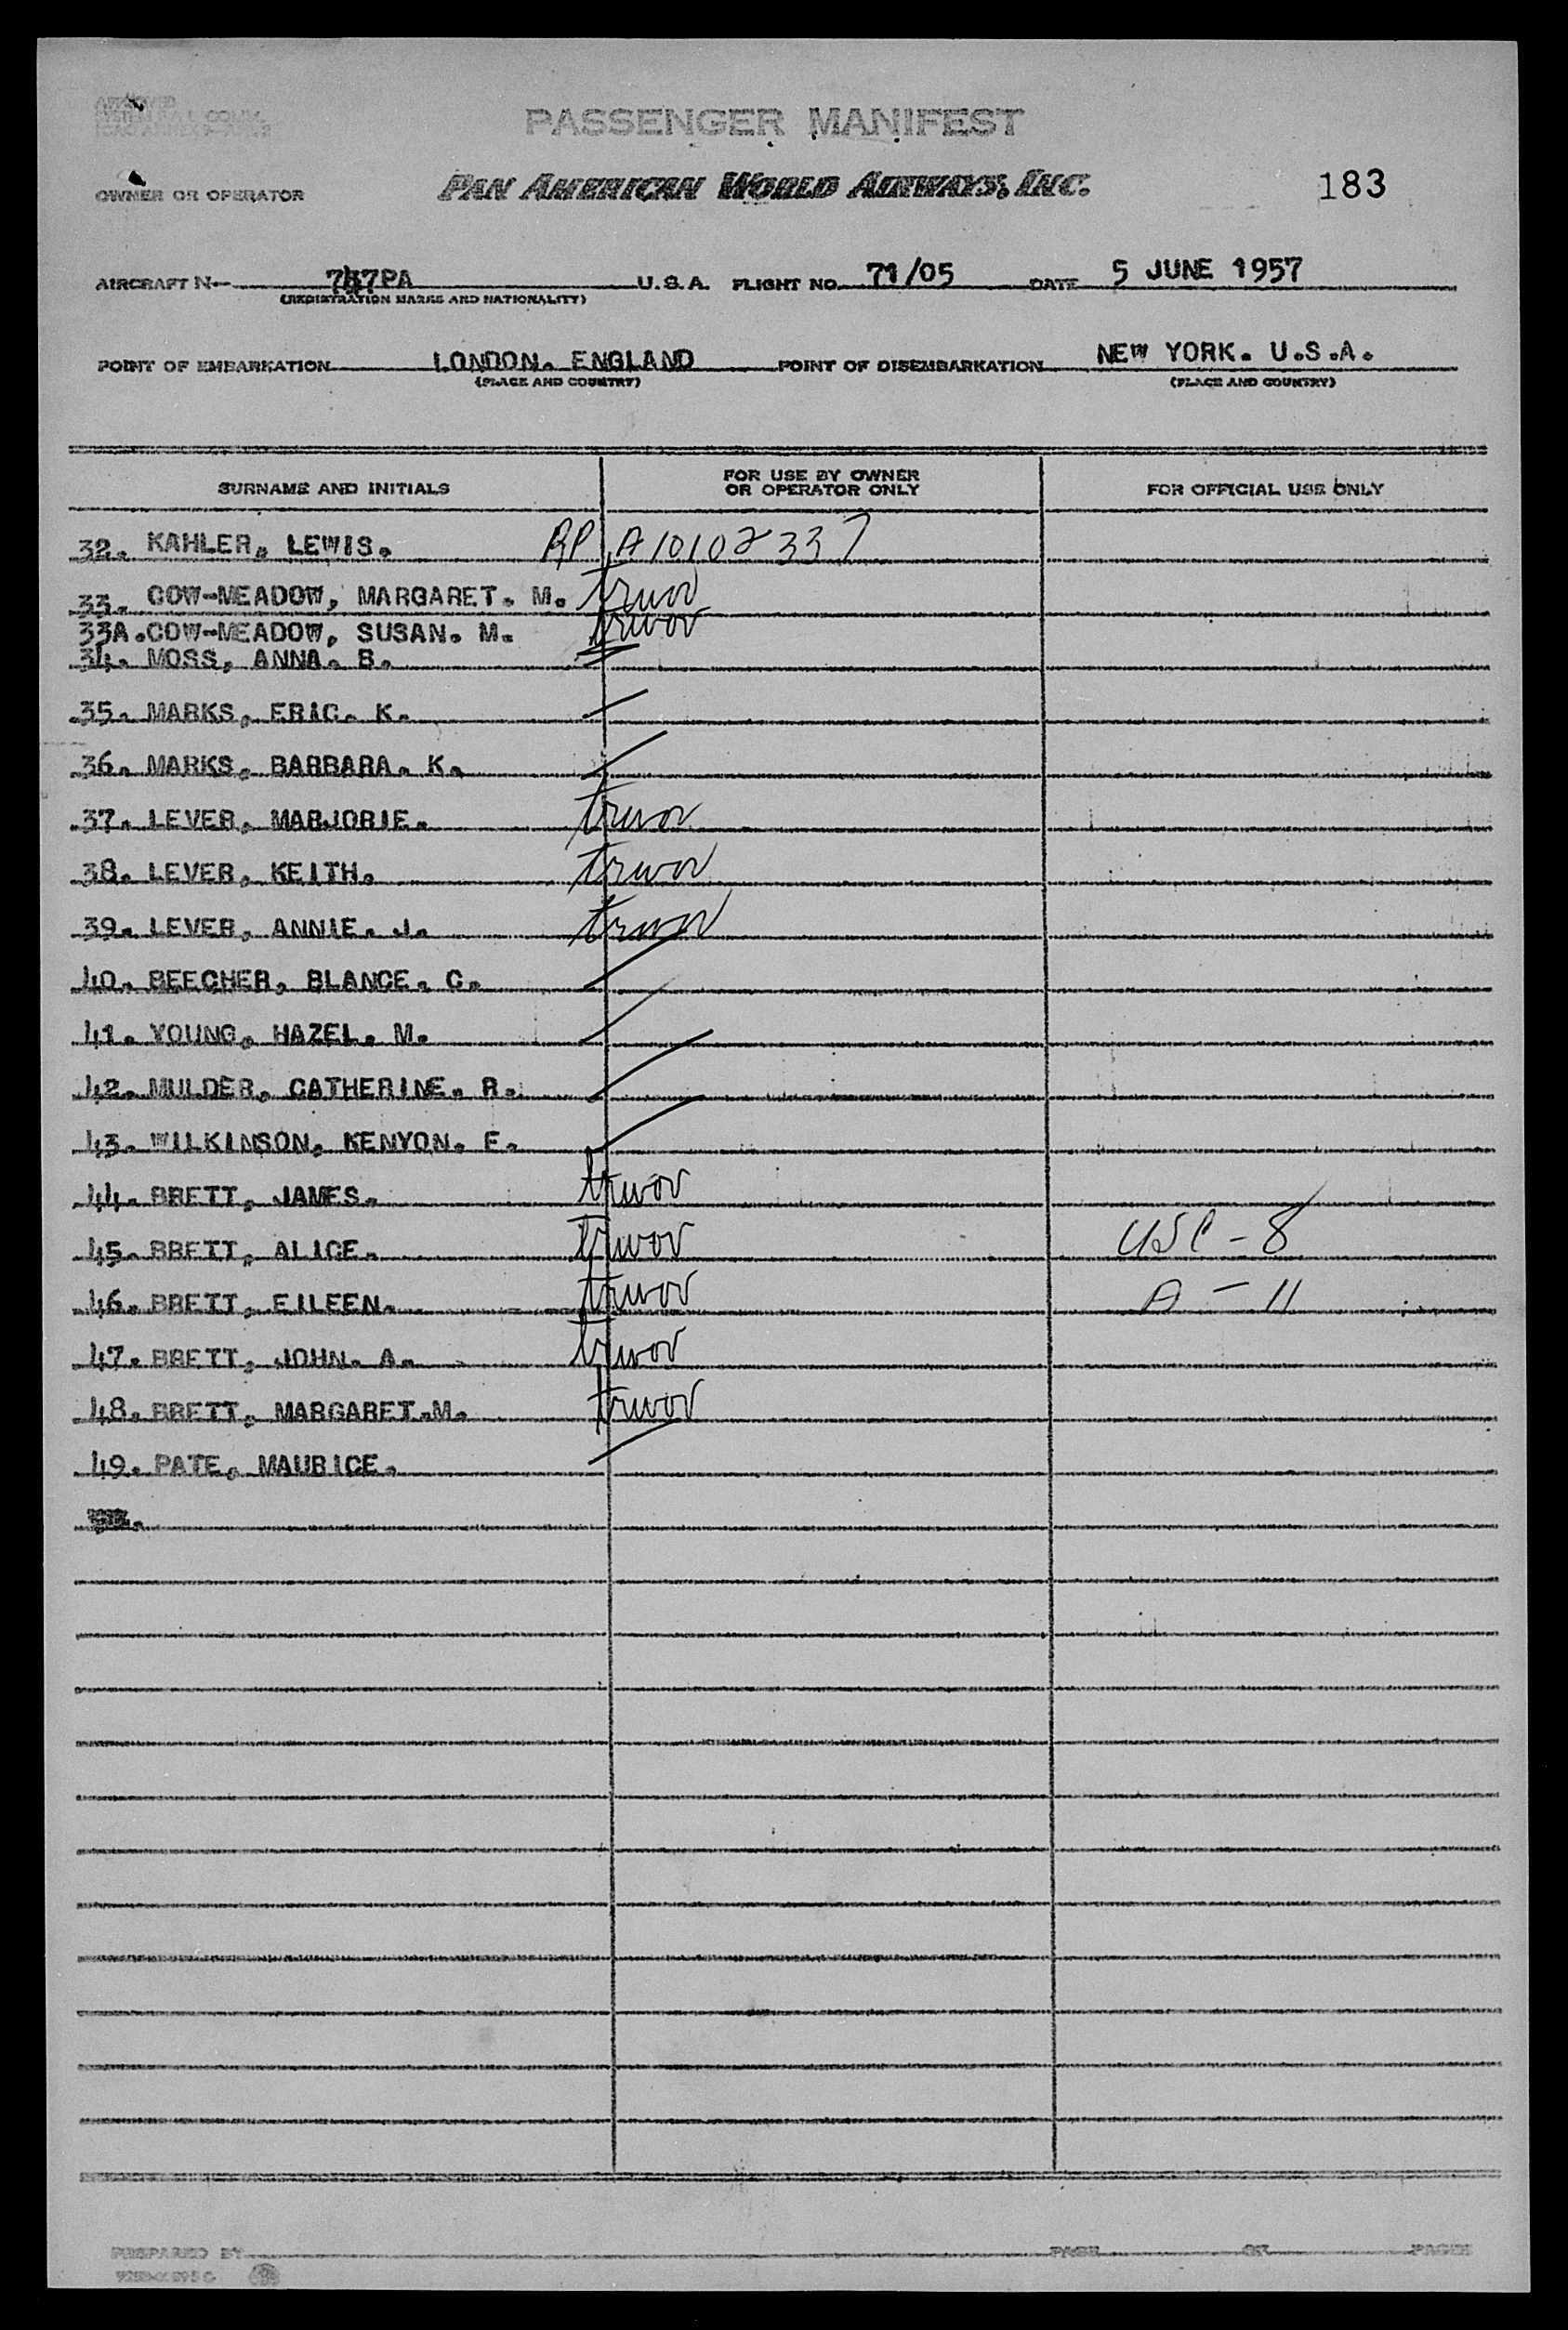 APPROVED
PASSENGER MANIFEST
OWNER OR OPERATOR PAN AMERICAN WORLD AIRWAYS, INC. 183
AIRCRAFT N— U.S.A. FLIGHT NO. 71/05 DATE 5 JUNE 1957
(REGISTRATION MARKS AND NATIONALITY)
POINT OF EMBARKATION LONDON. ENGLAND POINT OF DISEMBARKATION NEW YORK. U.S.A.
(PLACE AND COUNTRY) (PLACE AND COUNTRY)
SURNAME AND INITIALS FOR USE BY OWNER OR OPERATOR ONLY FOR OFFICIAL USE ONLY
32. KAHLER, LEWIS. RP A10102337
33. COW-MEADOW, MARGARET. M. trwov
33A. COW-MEADOW, SUSAN. M. trwov
34. MOSS, ANNA. B.
35. MARKS, ERIC. K.
36. MARKS, BARBARA. K.
37. LEVER, MARJORIE. trwov
38. LEVER, KEITH. trwov
39. LEVER, ANNIE. J. trwov
40. BEECHER, BLANCE. C.
41. YOUNG, HAZEL. M.
42. MULDER, CATHERINE. R.
43. WILKINSON, KENYON. E.
44. BRETT, JAMES. trwov
45. BRETT, ALICE. trwov USC - 8
46. BRETT, EILEEN. trwov A - 11
47. BRETT, JOHN. A. trwov
48. BRETT, MARGARET.M. trwov
49. PATE, MAURICE.
PREPARED BY PAGE OF PAGES